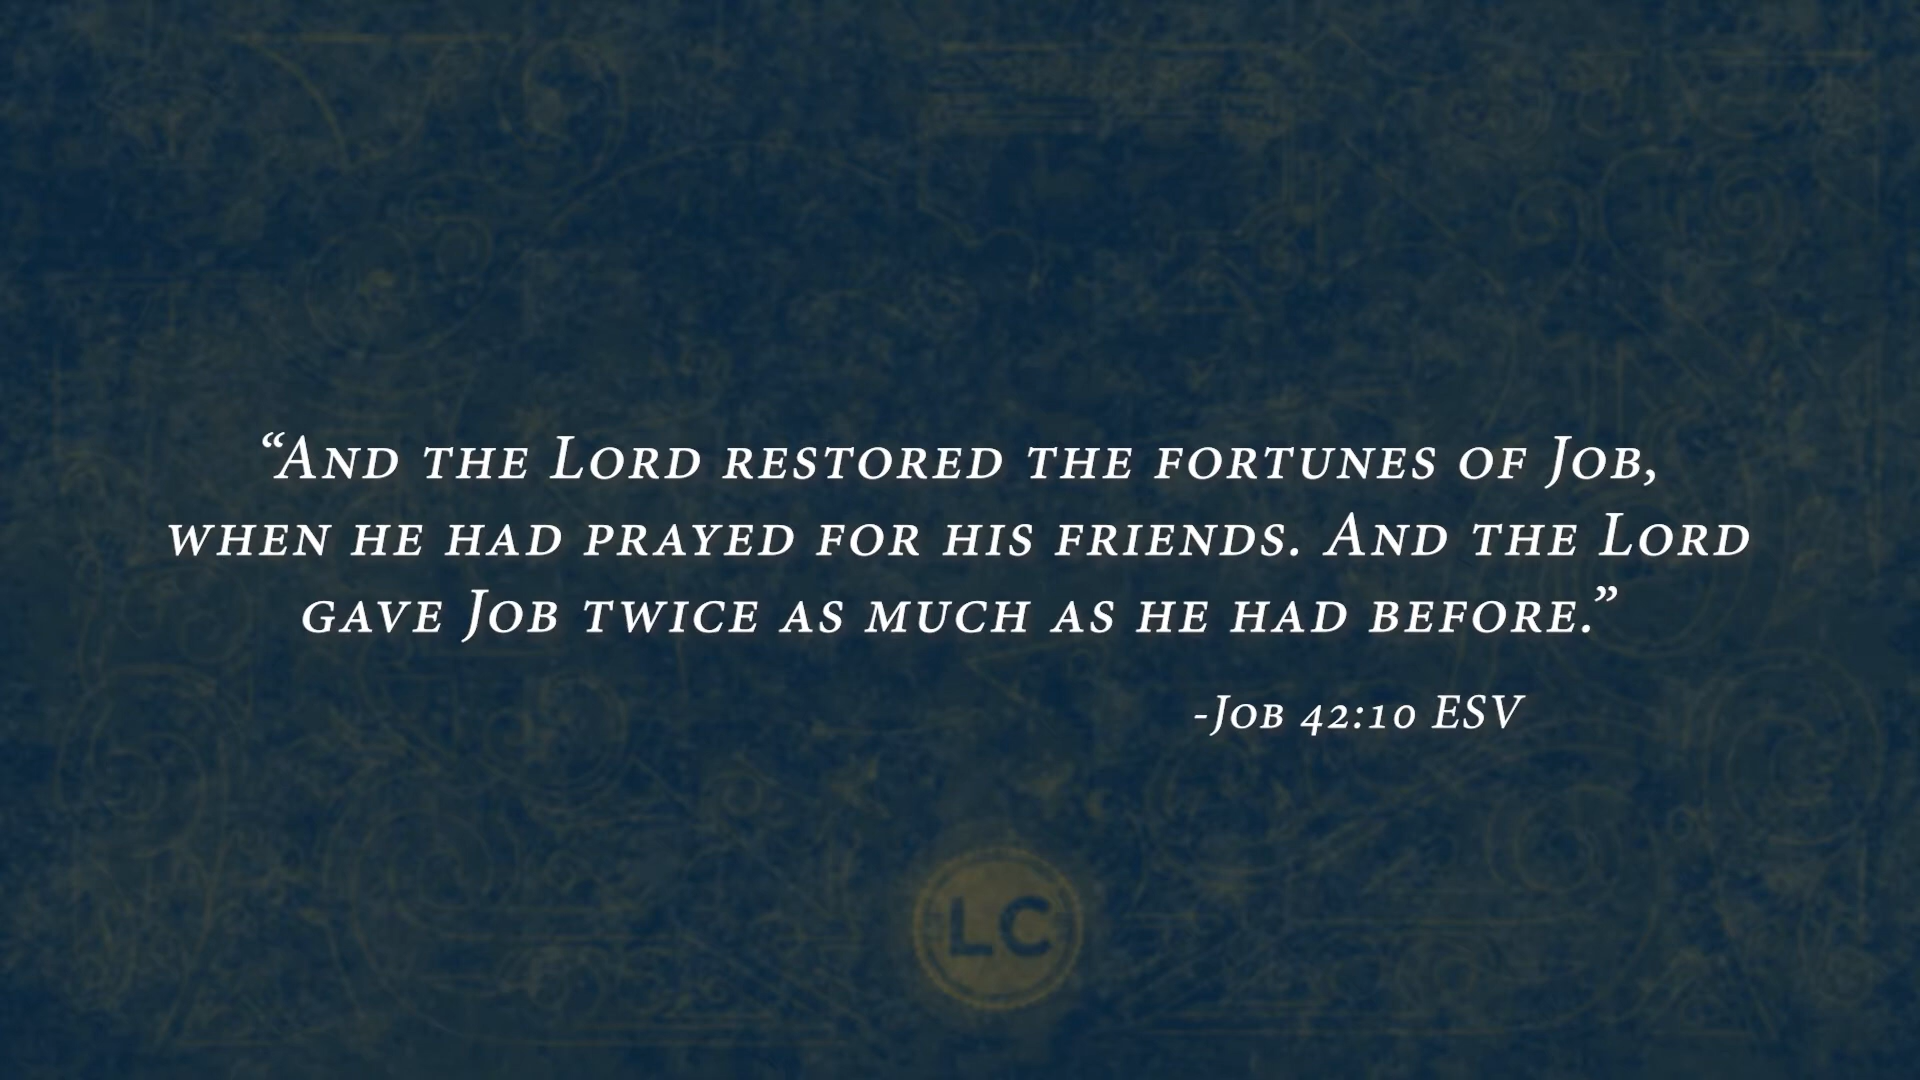 “And the Lord restored the fortunes of Job,
when he had prayed for his friends. And the Lord
gave Job twice as much as he had before.”
-Job 42:10 ESV
LC